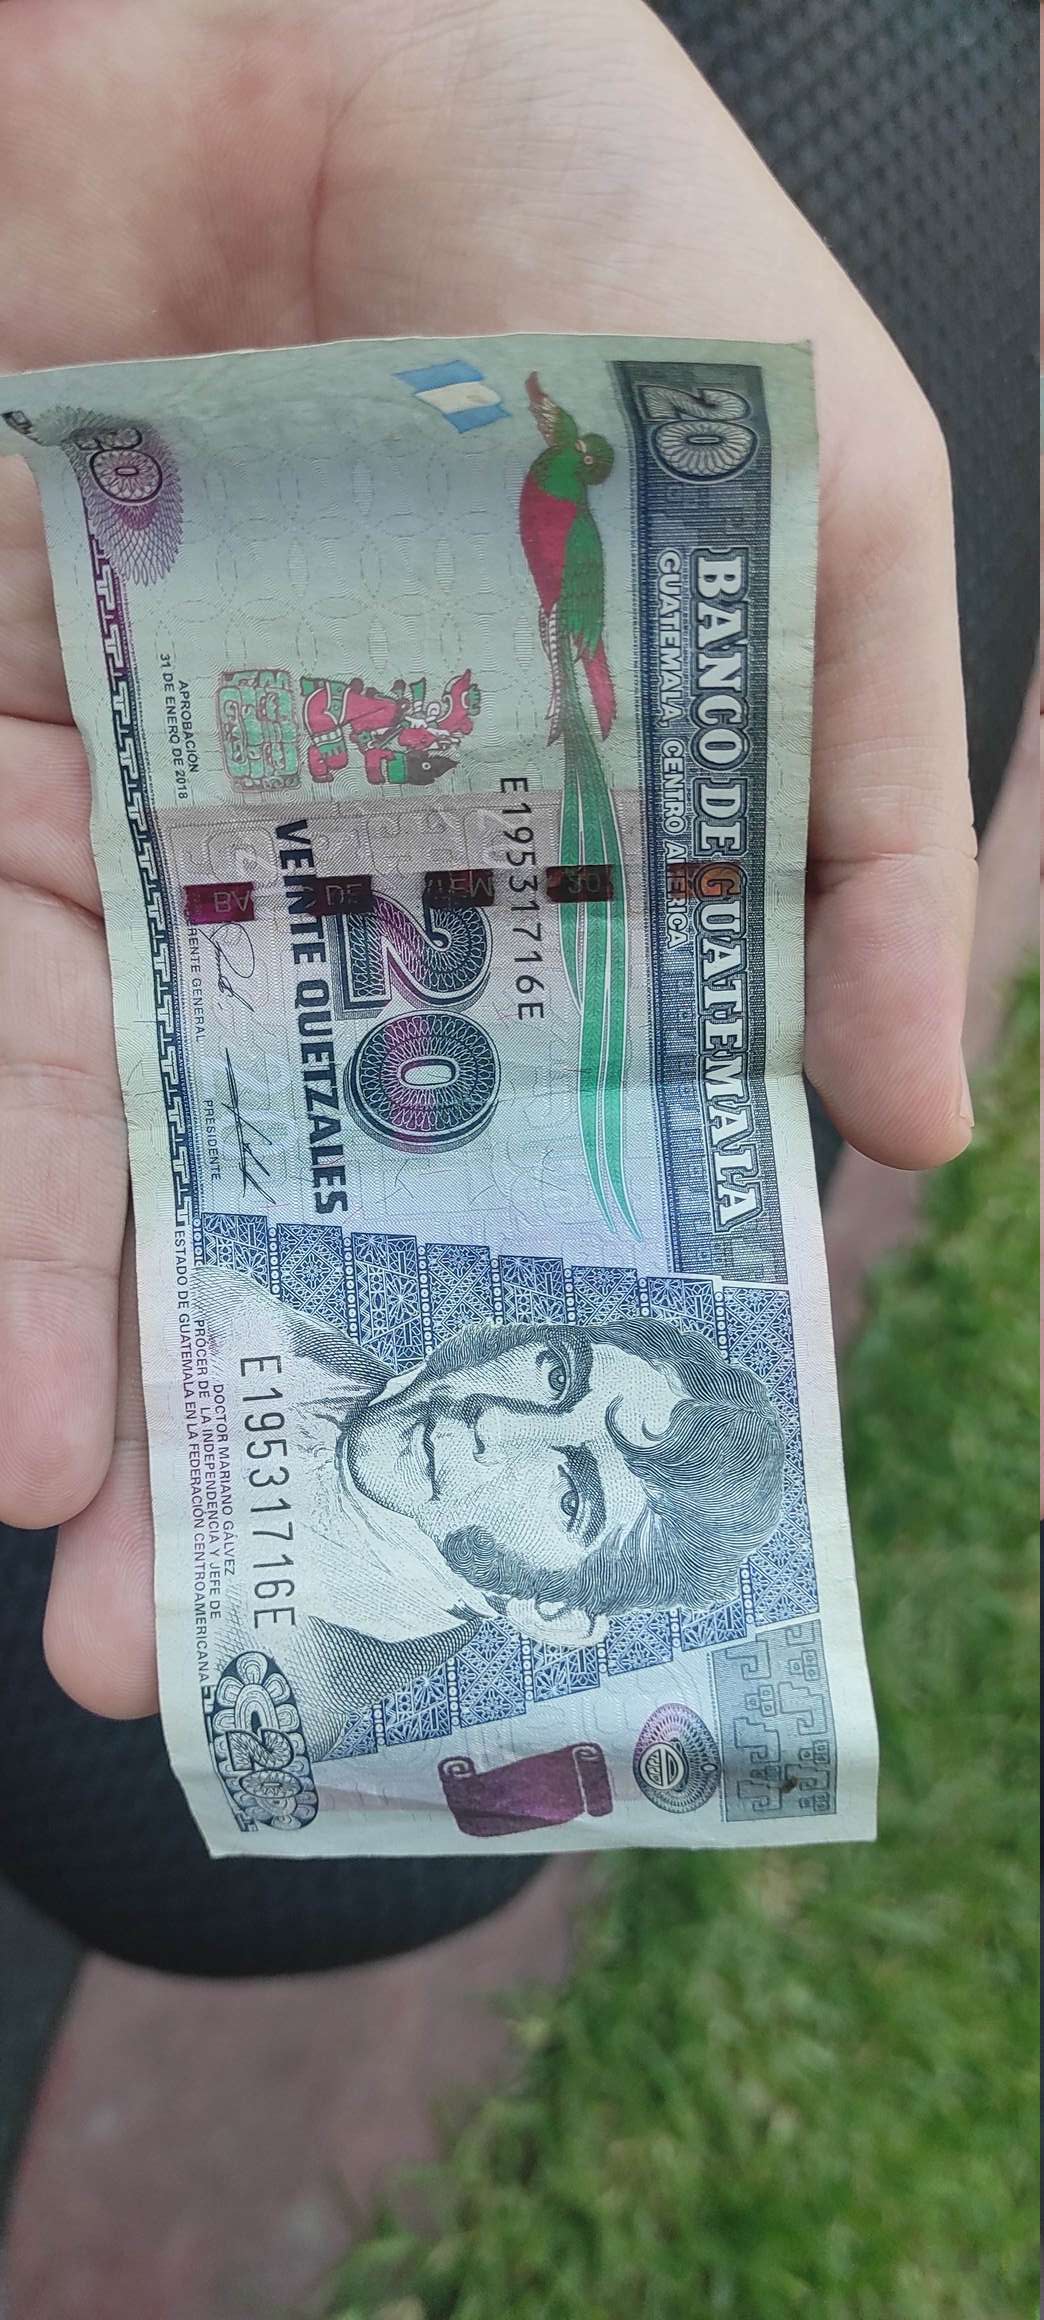 20
BANCO DE GUATEMALA
GUATEMALA, CENTRO AMERICA
E19531716E
20
VEINTE QUETZALES
GERENTE GENERAL
PRESIDENTE
APROBACIÓN
31 DE ENERO DE 2018
20
E19531716E
DOCTOR MARIANO GÁLVEZ
PRÓCER DE LA INDEPENDENCIA Y JEFE DE
ESTADO DE GUATEMALA EN LA FEDERACIÓN CENTROAMERICANA
20